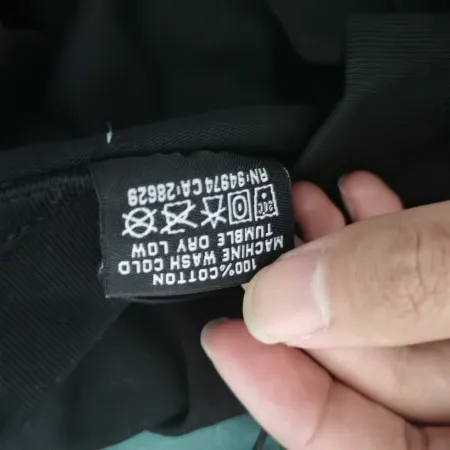 100%COTTON
MACHINE WASH COLD
TUMBLE DRY LOW
RN:94974 CA:28629